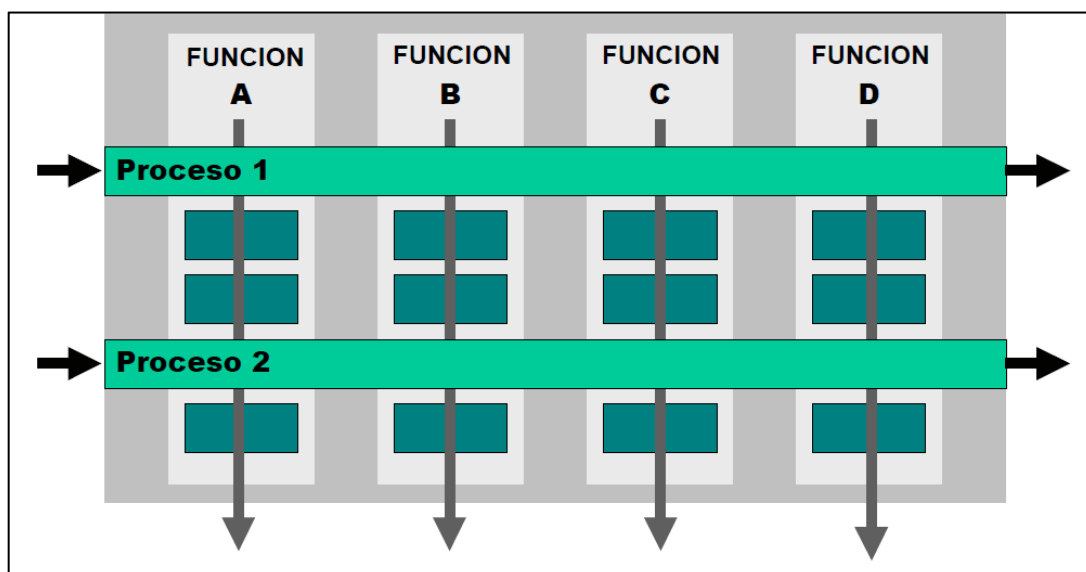 FUNCION
A
FUNCION
B
FUNCION
C
FUNCION
D
Proceso 1
Proceso 2